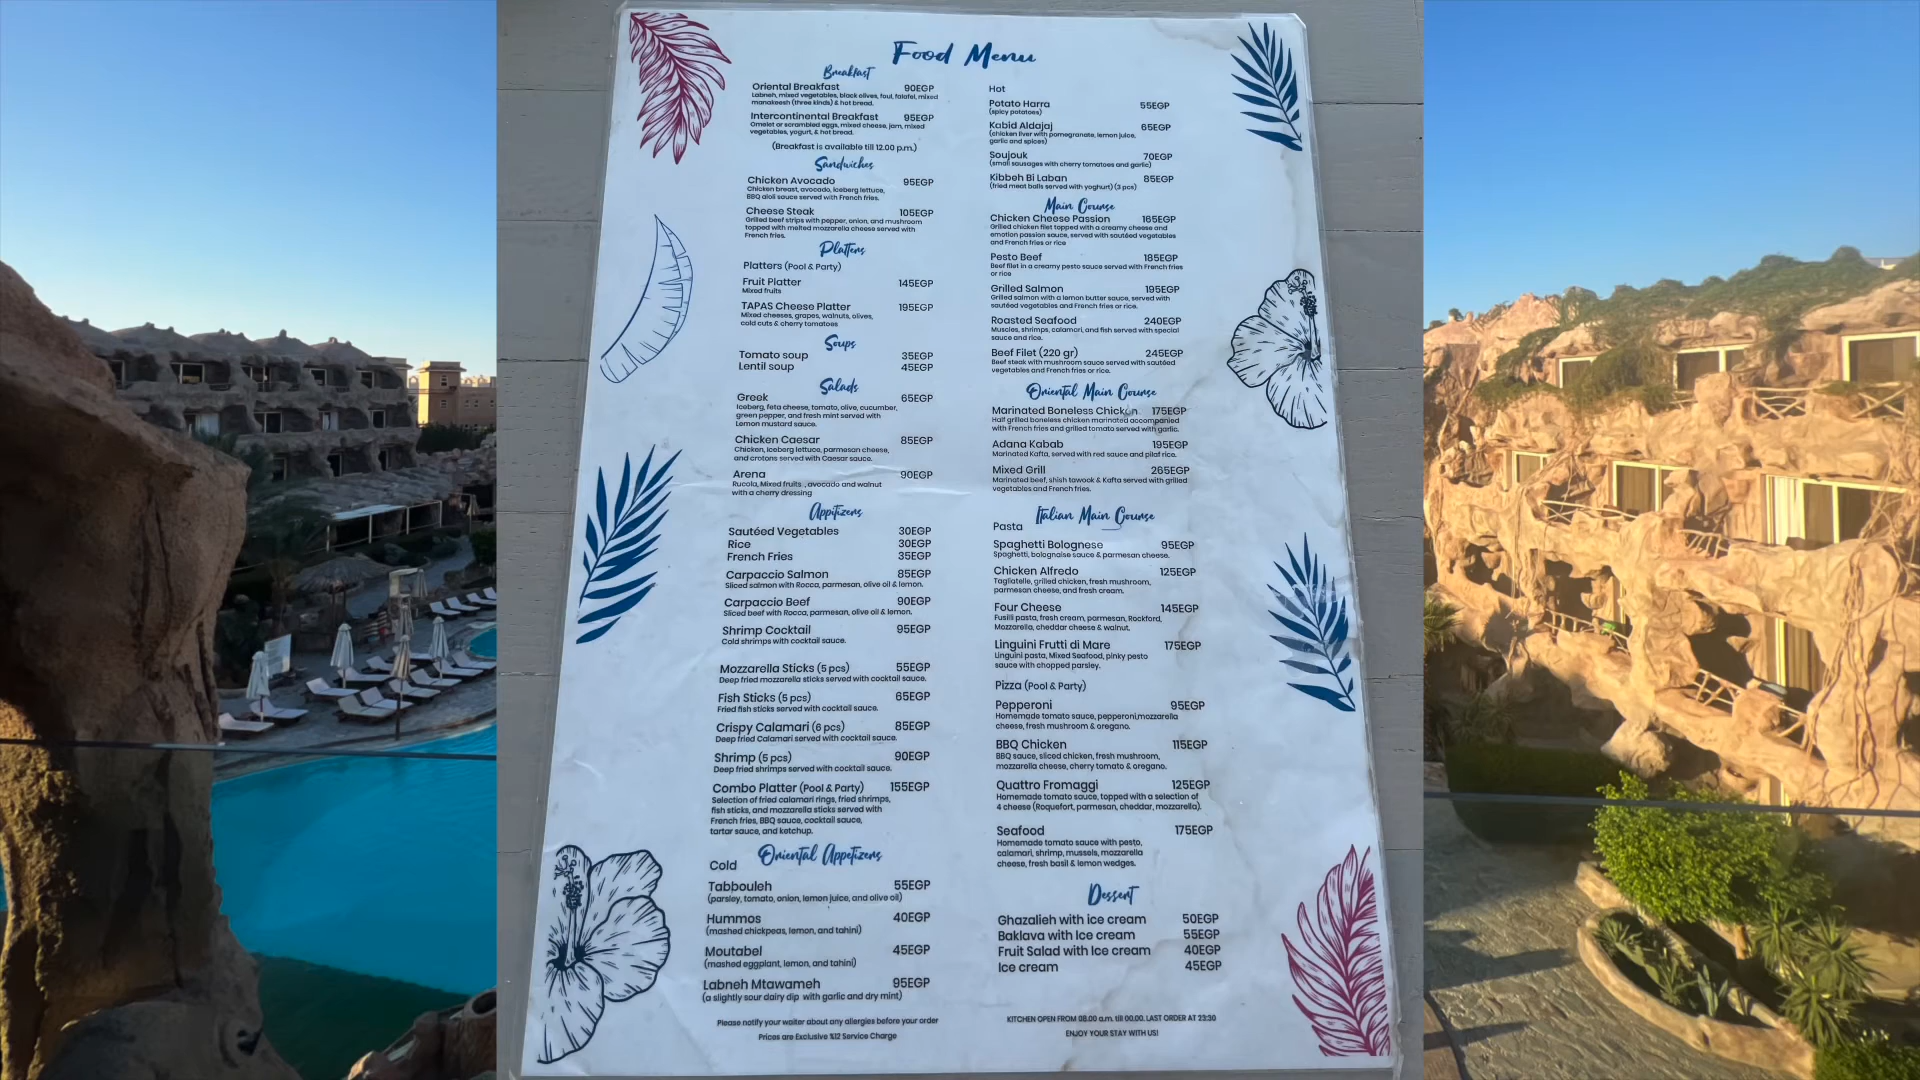 Food Menu
Breakfast
Oriental Breakfast 90EGP
Labneh, mixed vegetables, black olives, foul, falafel, mixed
manakeesh (three kinds) & hot bread.
Intercontinental Breakfast 95EGP
Omelet or scrambled eggs, mixed cheese, jam, mixed
vegetables, yogurt, & hot bread.
(Breakfast is available till 12.00 p.m.)
Sandwiches
Chicken Avocado 95EGP
Chicken breast, avocado, Iceberg lettuce,
BBQ aioli sauce served with French fries.
Cheese Steak 105EGP
Grilled beef strips with pepper, onion, and mushroom
topped with melted mozzarella cheese served with
French fries.
Platters
Platters (Pool & Party)
Fruit Platter 145EGP
Mixed fruits
TAPAS Cheese Platter 195EGP
Mixed cheeses, grapes, walnuts, olives,
cold cuts & cherry tomatoes
Soups
Tomato soup 35EGP
Lentil soup 45EGP
Salads
Greek 65EGP
Iceberg, feta cheese, tomato, olive, cucumber,
green pepper, and fresh mint served with
Lemon mustard sauce.
Chicken Caesar 85EGP
Chicken, Iceberg lettuce, parmesan cheese,
and crotons served with Caesar sauce.
Arena 90EGP
Rucola, Mixed fruits , avocado and walnut
with a cherry dressing
Appitizers
Sautéed Vegetables 30EGP
Rice 30EGP
French Fries 35EGP
Carpaccio Salmon 85EGP
Sliced salmon with Rocca, parmesan, olive oil & lemon.
Carpaccio Beef 90EGP
Sliced beef with Rocca, parmesan, olive oil & lemon.
Shrimp Cocktail 95EGP
Cold shrimps with cocktail sauce.
Mozzarella Sticks (5 pcs) 55EGP
Deep fried mozzarella sticks served with cocktail sauce.
Fish Sticks (5 pcs) 65EGP
Fried fish sticks served with cocktail sauce.
Crispy Calamari (6 pcs) 85EGP
Deep fried Calamari served with cocktail sauce.
Shrimp (5 pcs) 90EGP
Deep fried shrimps served with cocktail sauce.
Combo Platter (Pool & Party) 155EGP
Selection of fried calamari rings, fried shrimps,
fish sticks, and mozzarella sticks served with
French fries, BBQ sauce, cocktail sauce,
tartar sauce, and ketchup.
Oriental Appetizers
Cold
Tabbouleh 55EGP
(parsley, tomato, onion, lemon juice, and olive oil)
Hummos 40EGP
(mashed chickpeas, lemon, and tahini)
Moutabel 45EGP
(mashed eggplant, lemon, and tahini)
Labneh Mtawameh 95EGP
(a slightly sour dairy dip with garlic and dry mint)
Please notify your waiter about any allergies before your order
Prices are Exclusive %12 Service Charge
Hot
Potato Harra 55EGP
(spicy potatoes)
Kabid Aldajaj 65EGP
(chicken liver with pomegranate, lemon juice,
garlic and spices)
Soujouk 70EGP
(small sausages with cherry tomatoes and garlic)
Kibbeh Bi Laban 85EGP
(fried meat balls served with yoghurt) (3 pcs)
Main Course
Chicken Cheese Passion 165EGP
Grilled chicken filet topped with a creamy cheese and
emotion passion sauce, served with sautéed vegetables
and French fries or rice
Pesto Beef 185EGP
Beef filet in a creamy pesto sauce served with French fries
or rice
Grilled Salmon 195EGP
Grilled salmon with a lemon butter sauce, served with
sautéed vegetables and French fries or rice.
Roasted Seafood 240EGP
Muscles, shrimps, calamari, and fish served with special
sauce and rice.
Beef Filet (220 gr) 245EGP
Beef steak with mushroom sauce served with sautéed
vegetables and French fries or rice.
Oriental Main Course
Marinated Boneless Chicken 175EGP
Half grilled boneless chicken marinated accompanied
with French fries and grilled tomato served with garlic.
Adana Kabab 195EGP
Marinated Kafta, served with red sauce and pilaf rice.
Mixed Grill 265EGP
Marinated beef, shish tawook & Kafta served with grilled
vegetables and French fries.
Italian Main Course
Pasta
Spaghetti Bolognese 95EGP
Spaghetti, bolognaise sauce & parmesan cheese.
Chicken Alfredo 125EGP
Tagliatelle, grilled chicken, fresh mushroom,
parmesan cheese, and fresh cream.
Four Cheese 145EGP
Fusilli pasta, fresh cream, parmesan, Rockford,
Mozzarella, cheddar cheese & walnut.
Linguini Frutti di Mare 175EGP
Linguini pasta, Mixed Seafood, pinky pesto
sauce with chopped parsley.
Pizza (Pool & Party)
Pepperoni 95EGP
Homemade tomato sauce, pepperoni,mozzarella
cheese, fresh mushroom & oregano.
BBQ Chicken 115EGP
BBQ sauce, sliced chicken, fresh mushroom,
mozzarella cheese, cherry tomato & oregano.
Quattro Fromaggi 125EGP
Homemade tomato sauce, topped with a selection of
4 cheese (Roquefort, parmesan, cheddar, mozzarella).
Seafood 175EGP
Homemade tomato sauce with pesto,
calamari, shrimp, mussels, mozzarella
cheese, fresh basil & lemon wedges.
Dessert
Ghazalieh with ice cream 50EGP
Baklava with Ice cream 55EGP
Fruit Salad with Ice cream 40EGP
Ice cream 45EGP
KITCHEN OPEN FROM 08.00 a.m. till 00.00. LAST ORDER AT 23:30
ENJOY YOUR STAY WITH US!